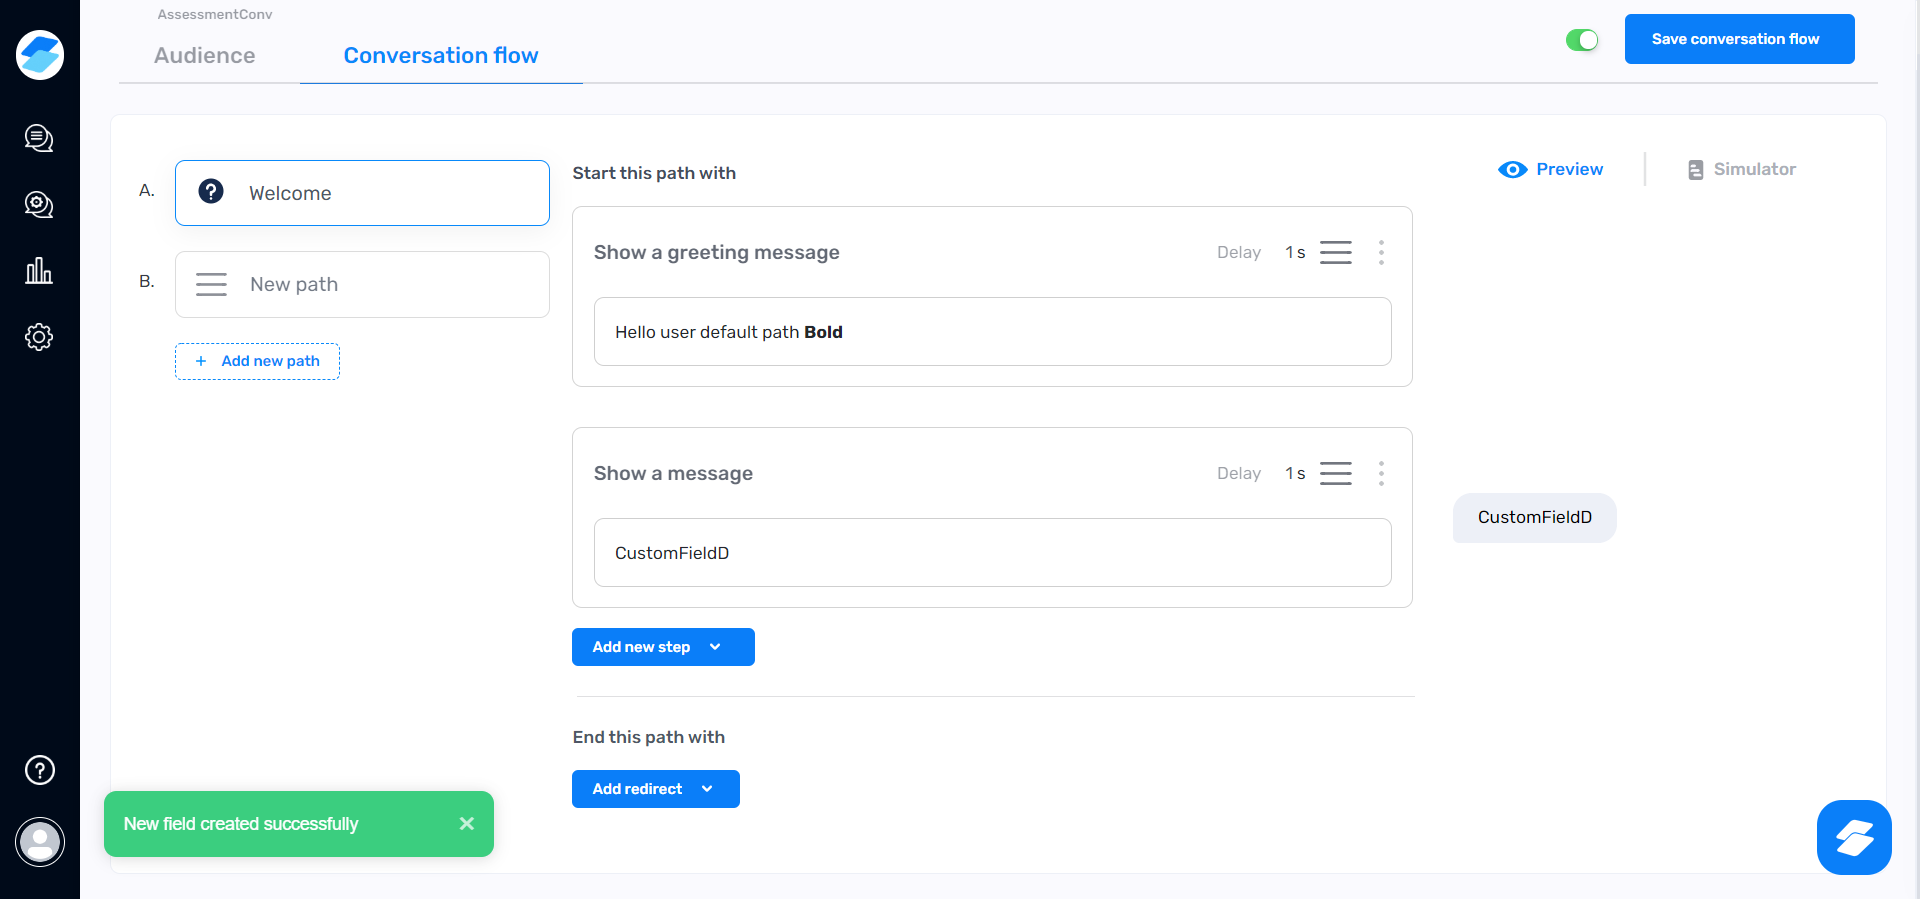 AssessmentConv
Audience
Conversation flow
Save conversation flow
A.
Welcome
B.
New path
+ Add new path
Start this path with
Preview
Simulator
Show a greeting message
Delay 1 s
Hello user default path Bold
Show a message
Delay 1 s
CustomFieldD
CustomFieldD
Add new step
End this path with
Add redirect
New field created successfully